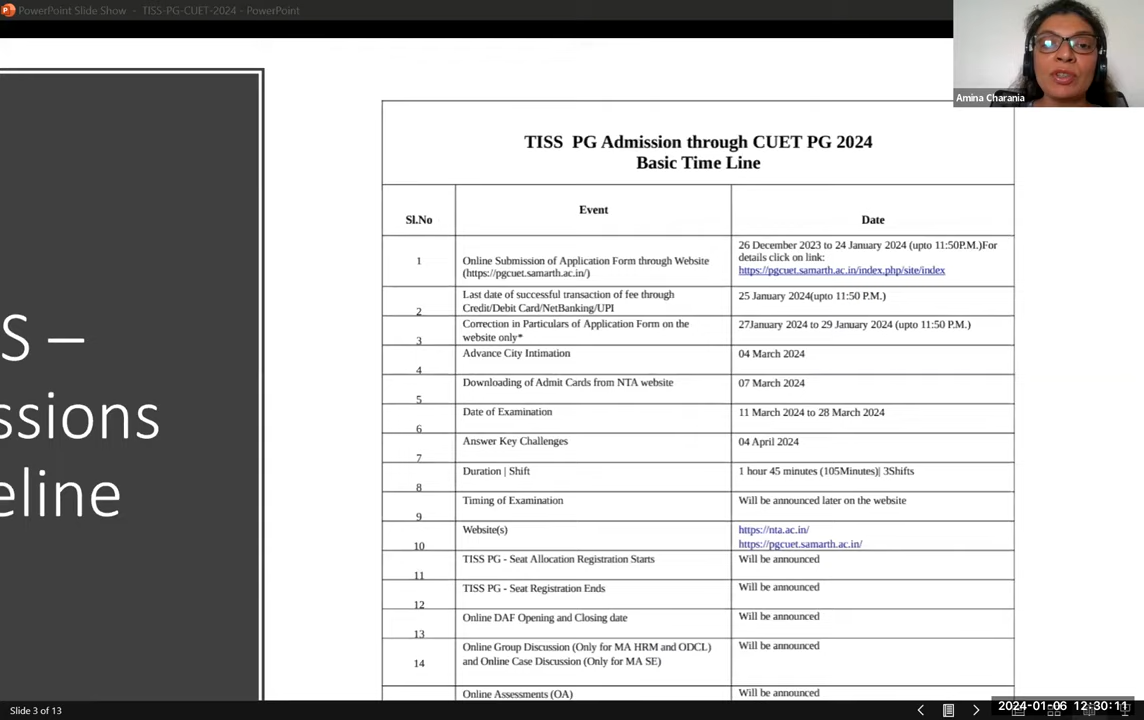 PowerPoint Slide Show - TISS-PG-CUET-2024 - PowerPoint
Amina Charania
S –
ssions
eline
TISS PG Admission through CUET PG 2024
Basic Time Line
Sl.No Event Date
1 Online Submission of Application Form through Website (https://pgcuet.samarth.ac.in/) 26 December 2023 to 24 January 2024 (upto 11:50P.M.)For details click on link: https://pgcuet.samarth.ac.in/index.php/site/index
2 Last date of successful transaction of fee through Credit/Debit Card/NetBanking/UPI 25 January 2024(upto 11:50 P.M.)
3 Correction in Particulars of Application Form on the website only* 27January 2024 to 29 January 2024 (upto 11:50 P.M.)
4 Advance City Intimation 04 March 2024
5 Downloading of Admit Cards from NTA website 07 March 2024
6 Date of Examination 11 March 2024 to 28 March 2024
7 Answer Key Challenges 04 April 2024
8 Duration | Shift 1 hour 45 minutes (105Minutes)| 3Shifts
9 Timing of Examination Will be announced later on the website
10 Website(s) https://nta.ac.in/ https://pgcuet.samarth.ac.in/
11 TISS PG - Seat Allocation Registration Starts Will be announced
12 TISS PG - Seat Registration Ends Will be announced
13 Online DAF Opening and Closing date Will be announced
14 Online Group Discussion (Only for MA HRM and ODCL) and Online Case Discussion (Only for MA SE) Will be announced
Online Assessments (OA) Will be announced
Slide 3 of 13
2024-01-06 12:30:11